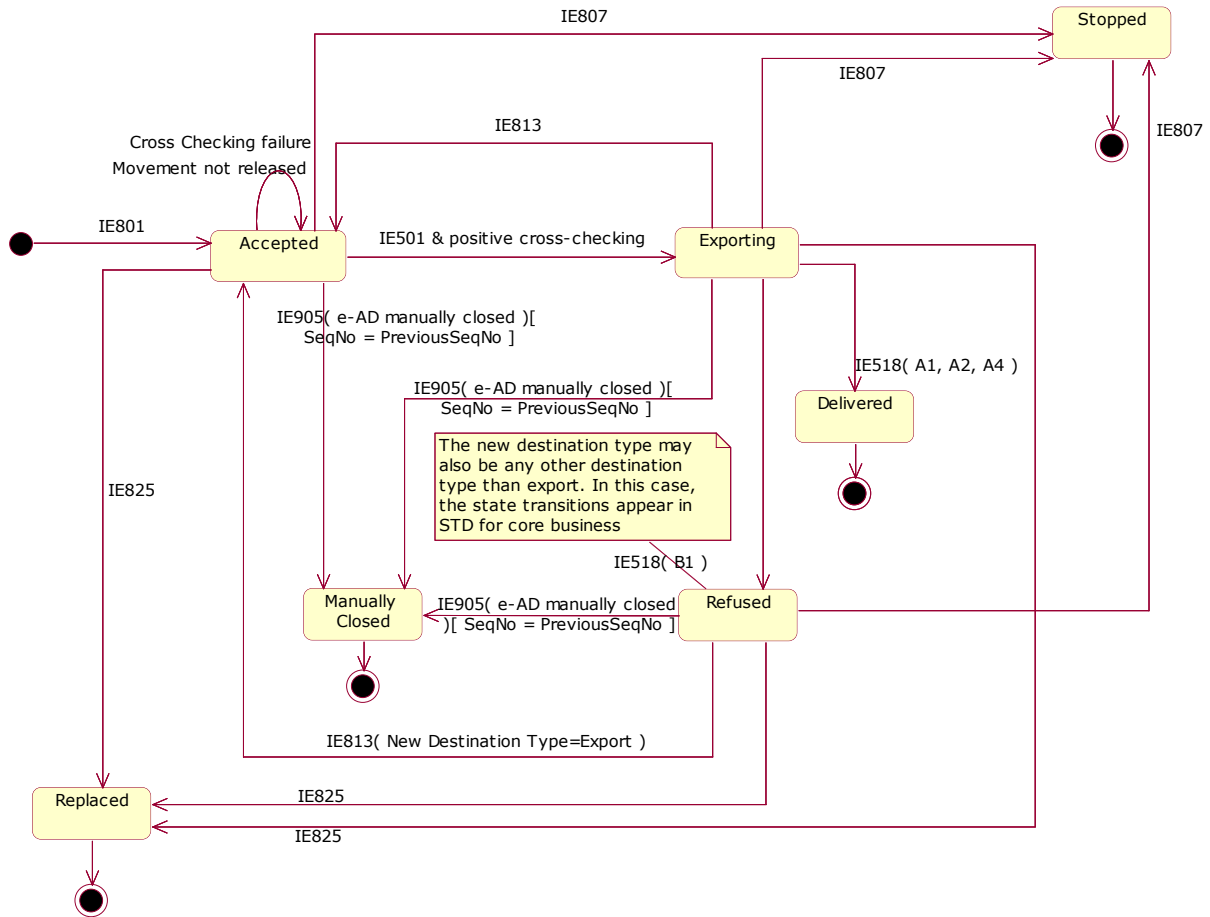 IE807
Stopped
IE807
IE813
IE807
Cross Checking failure
Movement not released
IE801
Accepted
IE501 & positive cross-checking
Exporting
IE905( e-AD manually closed )[
SeqNo = PreviousSeqNo ]
IE518( A1, A2, A4 )
IE905( e-AD manually closed )[
SeqNo = PreviousSeqNo ]
Delivered
The new destination type may
also be any other destination
type than export. In this case,
the state transitions appear in
STD for core business
IE825
IE518( B1 )
Manually
Closed
IE905( e-AD manually closed
)[ SeqNo = PreviousSeqNo ]
Refused
IE813( New Destination Type=Export )
Replaced
IE825
IE825